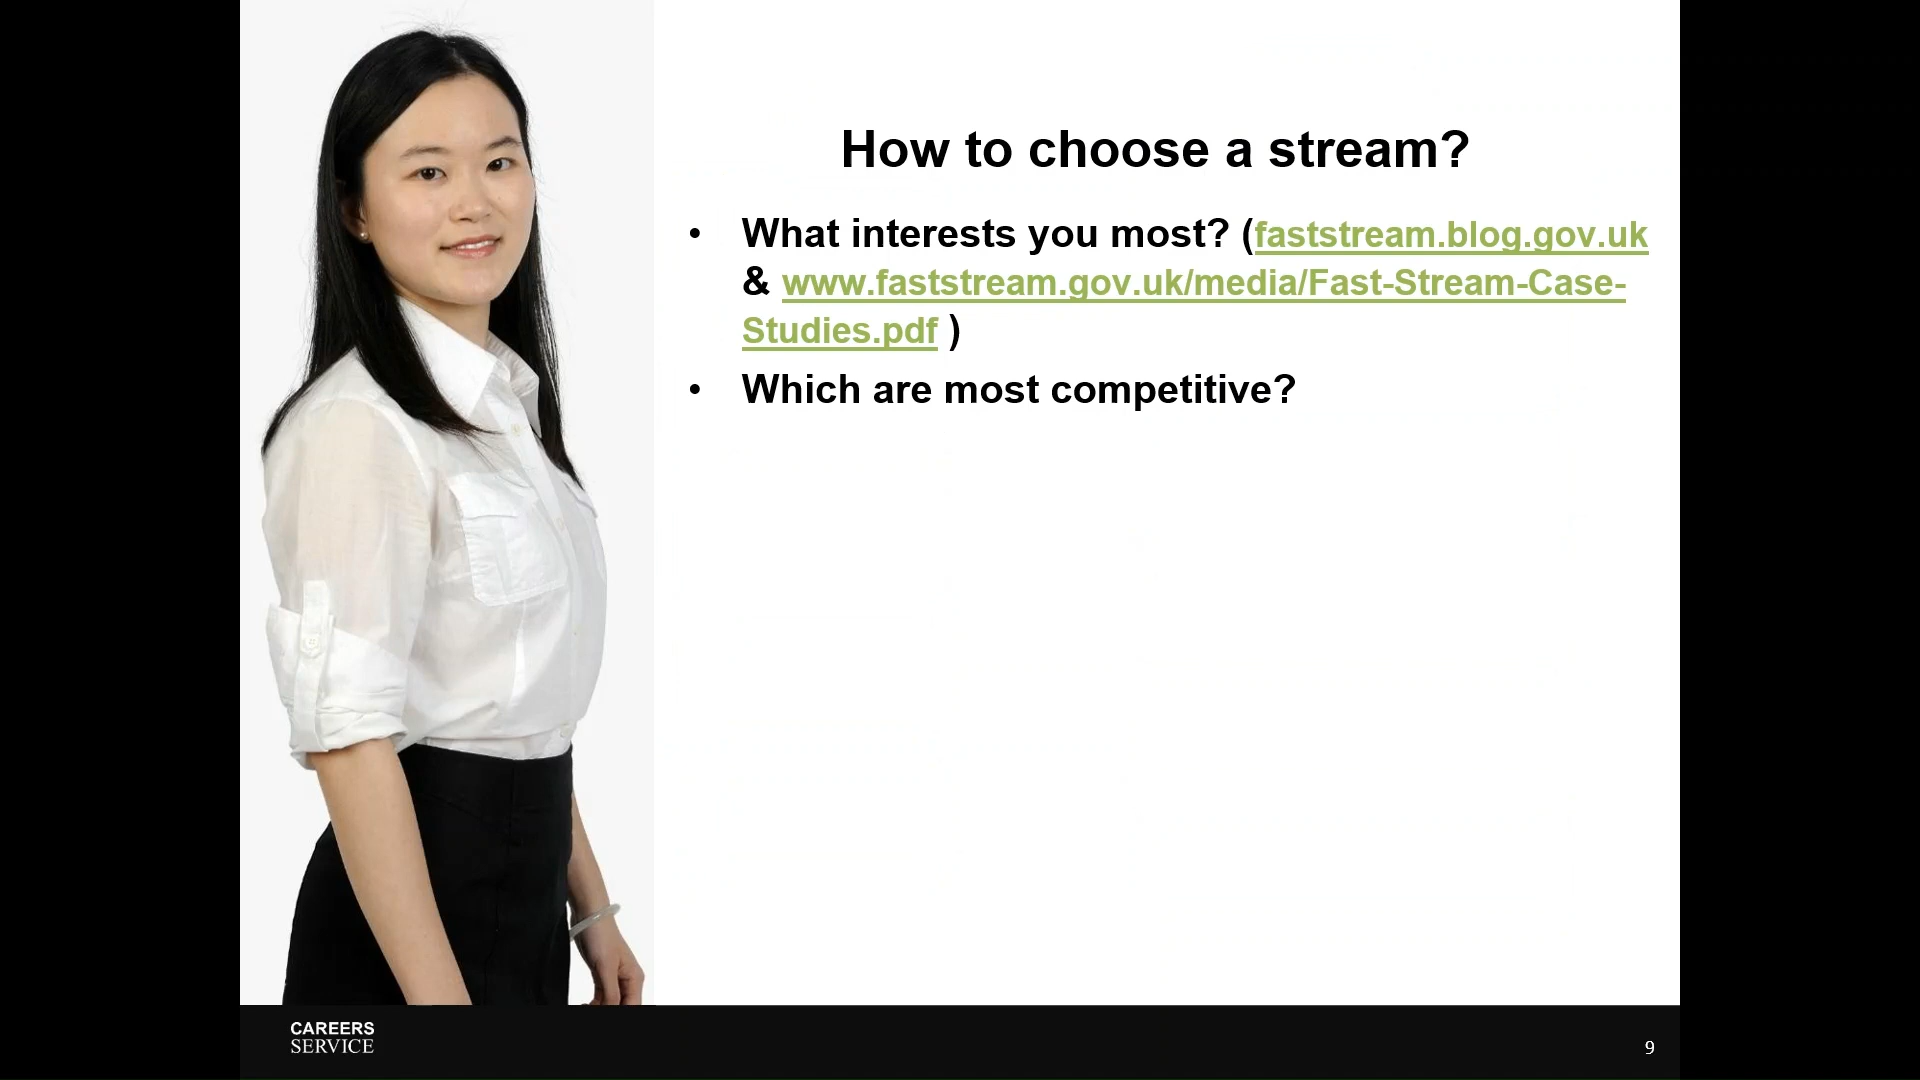 How to choose a stream?
• What interests you most? (faststream.blog.gov.uk
& www.faststream.gov.uk/media/Fast-Stream-Case-
Studies.pdf )
• Which are most competitive?
CAREERS
SERVICE
9